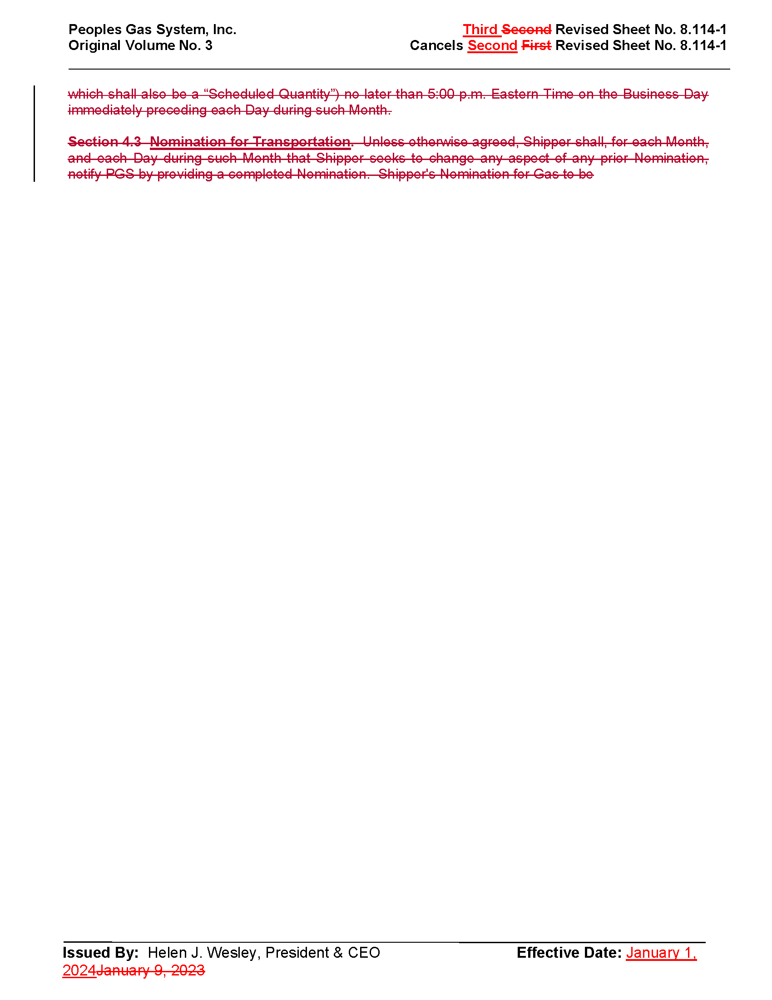 Peoples Gas System, Inc. Third Second Revised Sheet No. 8.114-1
Original Volume No. 3 Cancels Second First Revised Sheet No. 8.114-1
which shall also be a “Scheduled Quantity”) no later than 5:00 p.m. Eastern Time on the Business Day
immediately preceding each Day during such Month.
Section 4.3 Nomination for Transportation. Unless otherwise agreed, Shipper shall, for each Month,
and each Day during such Month that Shipper seeks to change any aspect of any prior Nomination,
notify PGS by providing a completed Nomination. Shipper's Nomination for Gas to be
Issued By: Helen J. Wesley, President & CEO Effective Date: January 1,
2024January 9, 2023